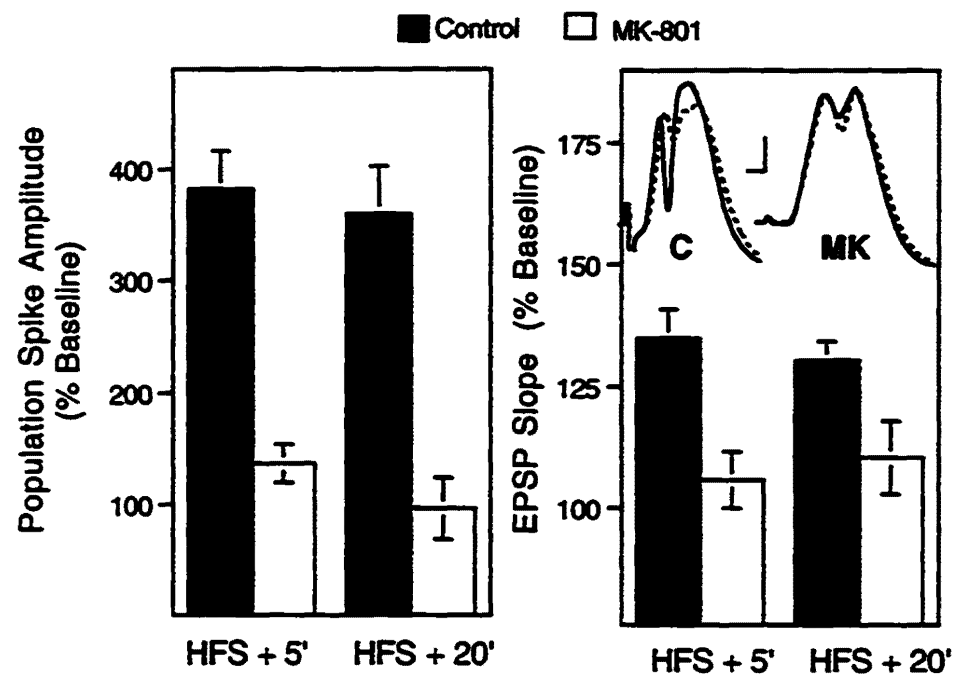 Control MK-801
Population Spike Amplitude
(% Baseline)
400
300
200
100
HFS + 5' HFS + 20'
EPSP Slope (% Baseline)
175
150
125
100
C MK
HFS + 5' HFS + 20'